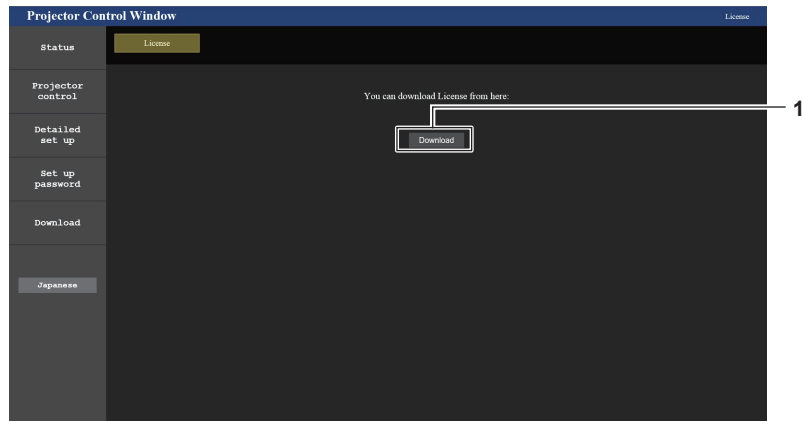 Projector Control Window
License
Status
License
Projector
control
You can download License from here:
1
Download
Detailed
set up
Set up
password
Download
Japanese